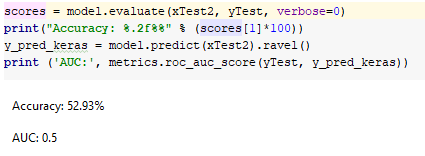 scores = model.evaluate(xTest2, yTest, verbose=0)
print("Accuracy: %.2f%%" % (scores[1]*100))
y_pred_keras = model.predict(xTest2).ravel()
print ('AUC:', metrics.roc_auc_score(yTest, y_pred_keras))
Accuracy: 52.93%
AUC: 0.5